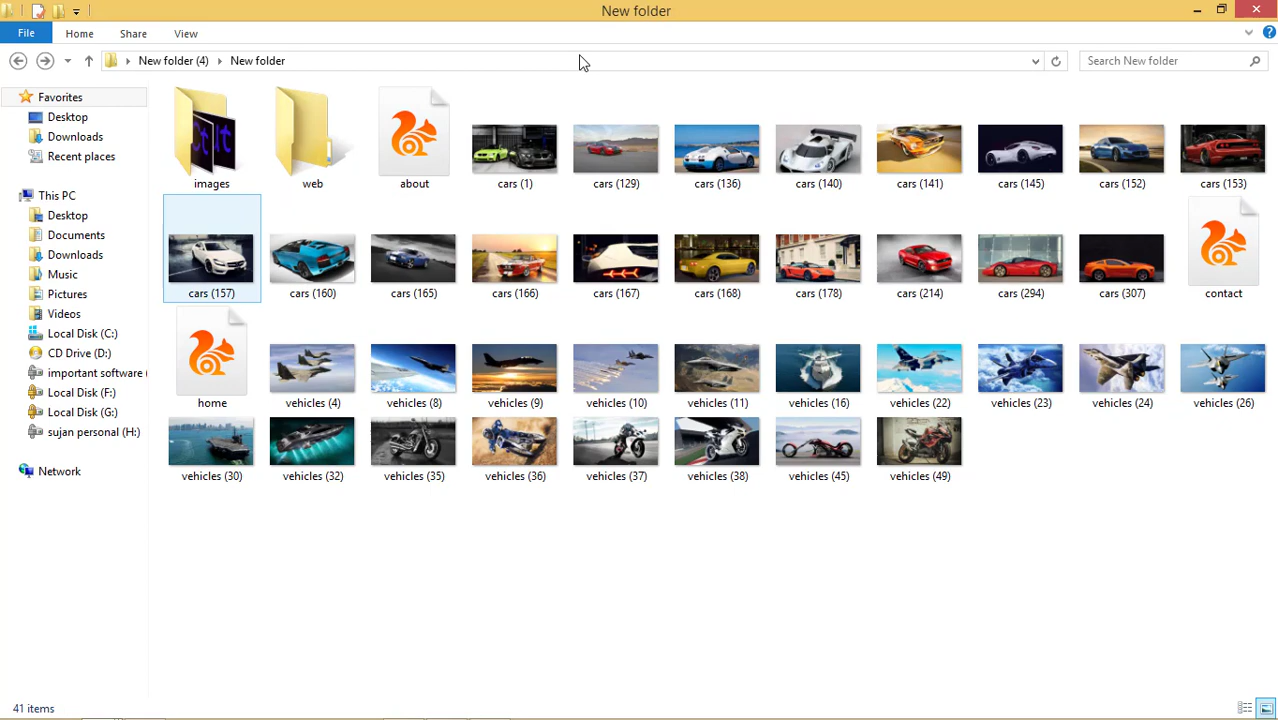 New folder
File Home Share View
New folder (4) New folder
Search New folder
Favorites
Desktop
Downloads
Recent places
This PC
Desktop
Documents
Downloads
Music
Pictures
Videos
Local Disk (C:)
CD Drive (D:)
important software (
Local Disk (F:)
Local Disk (G:)
sujan personal (H:)
Network
images web about cars (1) cars (129) cars (136) cars (140) cars (141) cars (145) cars (152) cars (153)
cars (157) cars (160) cars (165) cars (166) cars (167) cars (168) cars (178) cars (214) cars (294) cars (307) contact
home vehicles (4) vehicles (8) vehicles (9) vehicles (10) vehicles (11) vehicles (16) vehicles (22) vehicles (23) vehicles (24) vehicles (26)
vehicles (30) vehicles (32) vehicles (35) vehicles (36) vehicles (37) vehicles (38) vehicles (45) vehicles (49)
41 items